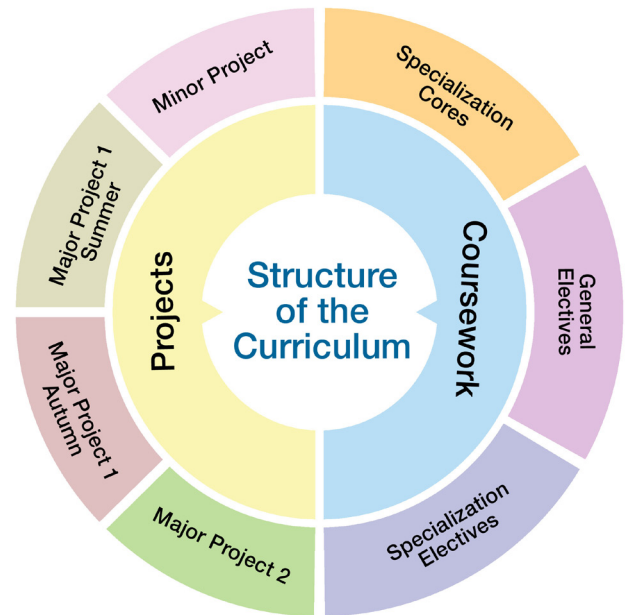 Structure
of the
Curriculum
Projects
Minor Project
Major Project 1
Summer
Major Project 1
Autumn
Major Project 2
Coursework
Specialization
Cores
General
Electives
Specialization
Electives